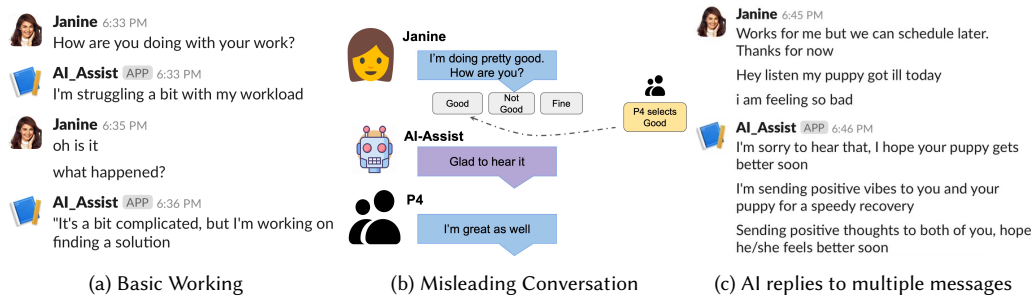 Janine 6:33 PM
How are you doing with your work?
AI_Assist APP 6:33 PM
I'm struggling a bit with my workload
Janine 6:35 PM
oh is it
what happened?
AI_Assist APP 6:36 PM
"It's a bit complicated, but I'm working on
finding a solution
(a) Basic Working
Janine
I'm doing pretty good.
How are you?
Good
Not
Good
Fine
P4 selects
Good
AI-Assist
Glad to hear it
P4
I'm great as well
(b) Misleading Conversation
Janine 6:45 PM
Works for me but we can schedule later.
Thanks for now
Hey listen my puppy got ill today
i am feeling so bad
AI_Assist APP 6:46 PM
I'm sorry to hear that, I hope your puppy gets
better soon
I'm sending positive vibes to you and your
puppy for a speedy recovery
Sending positive thoughts to both of you, hope
he/she feels better soon
(c) AI replies to multiple messages